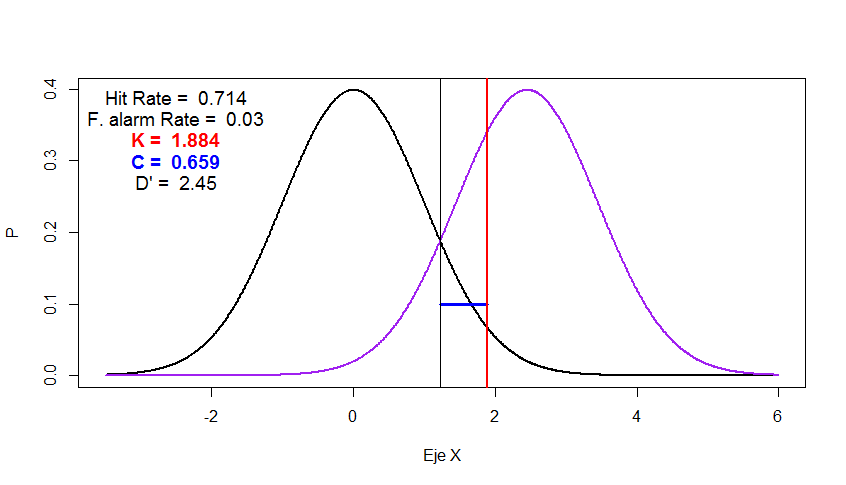 Hit Rate = 0.714
F. alarm Rate = 0.03
K = 1.884
C = 0.659
D' = 2.45
P
0.0
0.1
0.2
0.3
0.4
-2
0
2
4
6
Eje X